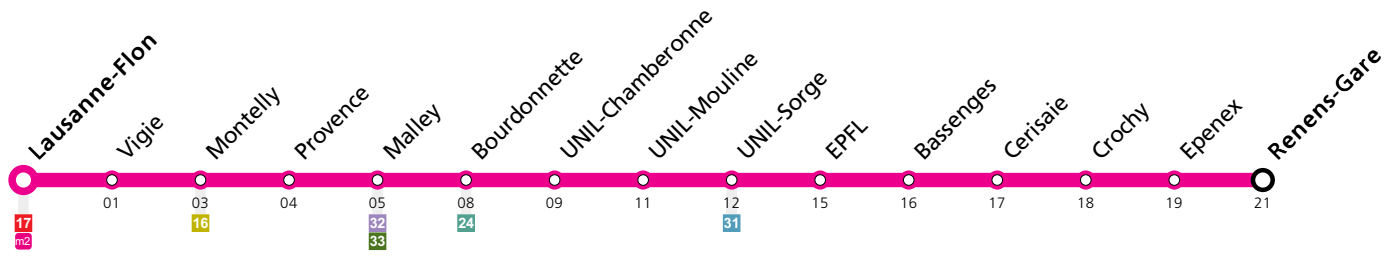 Lausanne-Flon
Vigie
Montelly
Provence
Malley
Bourdonnette
UNIL-Chamberonne
UNIL-Mouline
UNIL-Sorge
EPFL
Bassenges
Cerisaie
Crochy
Epenex
Renens-Gare
01 03 04 05 08 09 11 12 15 16 17 18 19 21
17 16 32 24 31
m2 33